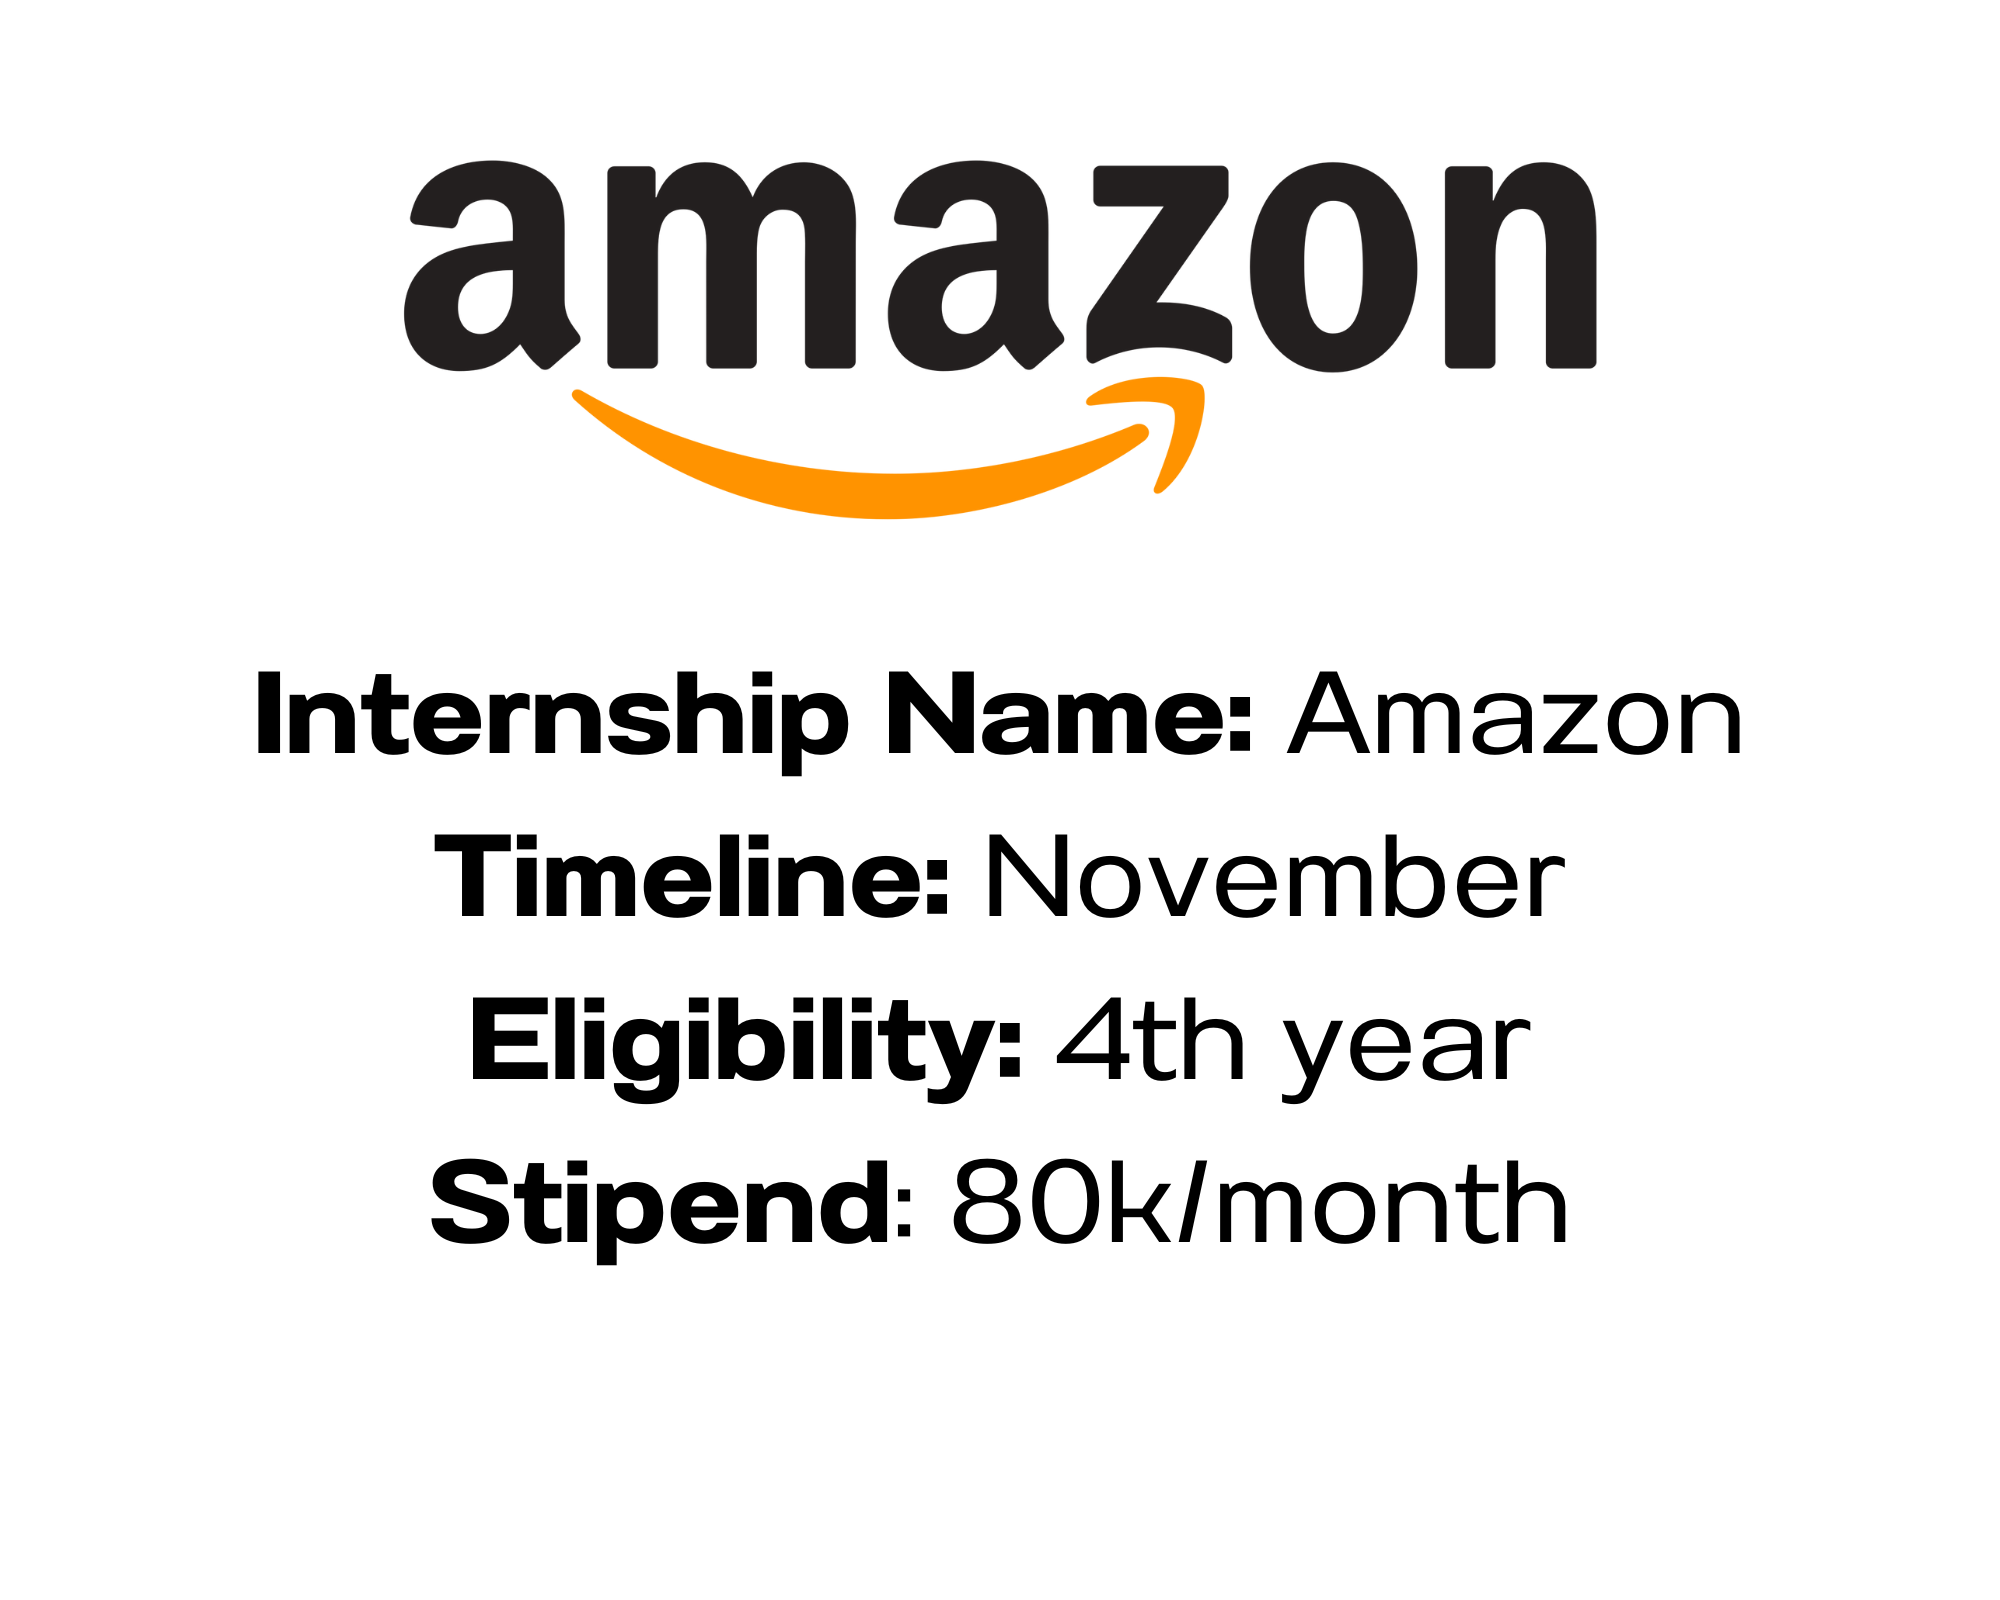 amazon
Internship Name: Amazon
Timeline: November
Eligibility: 4th year
Stipend: 80k/month